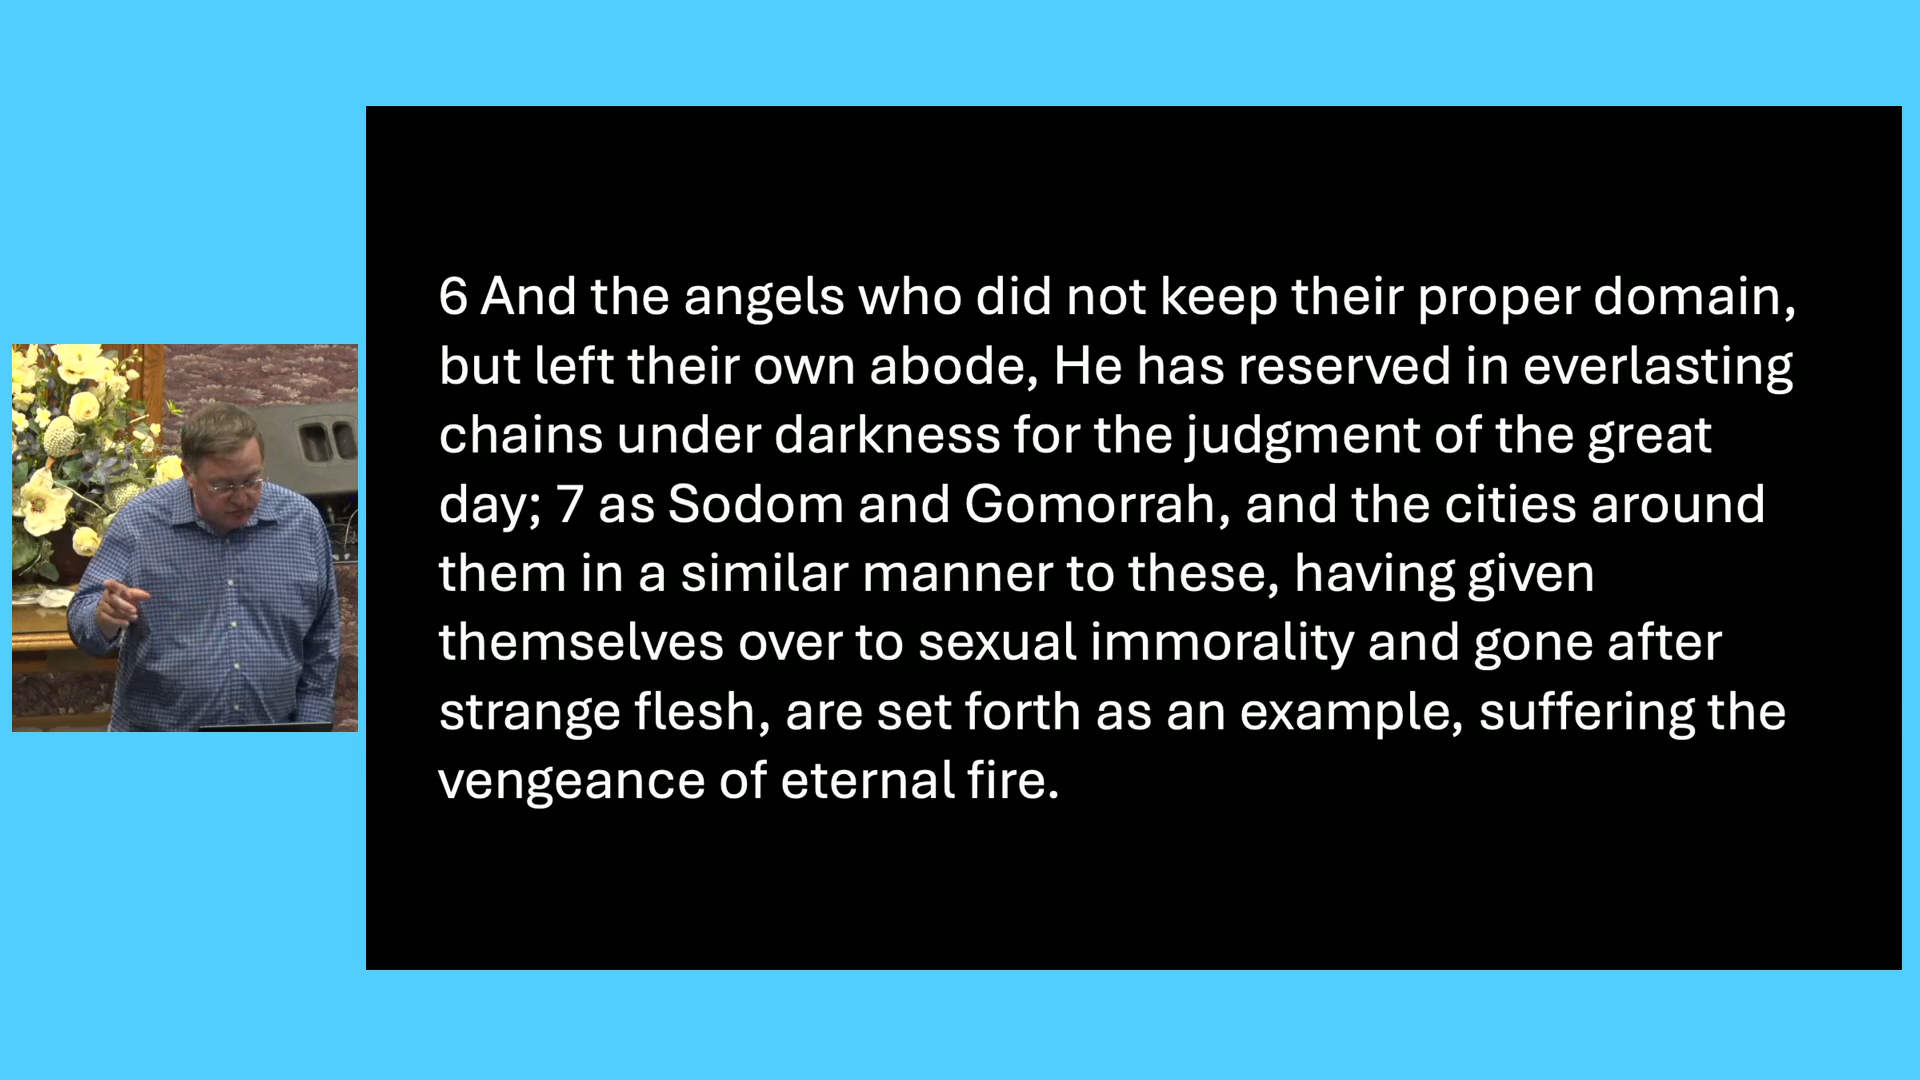 6 And the angels who did not keep their proper domain,
but left their own abode, He has reserved in everlasting
chains under darkness for the judgment of the great
day; 7 as Sodom and Gomorrah, and the cities around
them in a similar manner to these, having given
themselves over to sexual immorality and gone after
strange flesh, are set forth as an example, suffering the
vengeance of eternal fire.